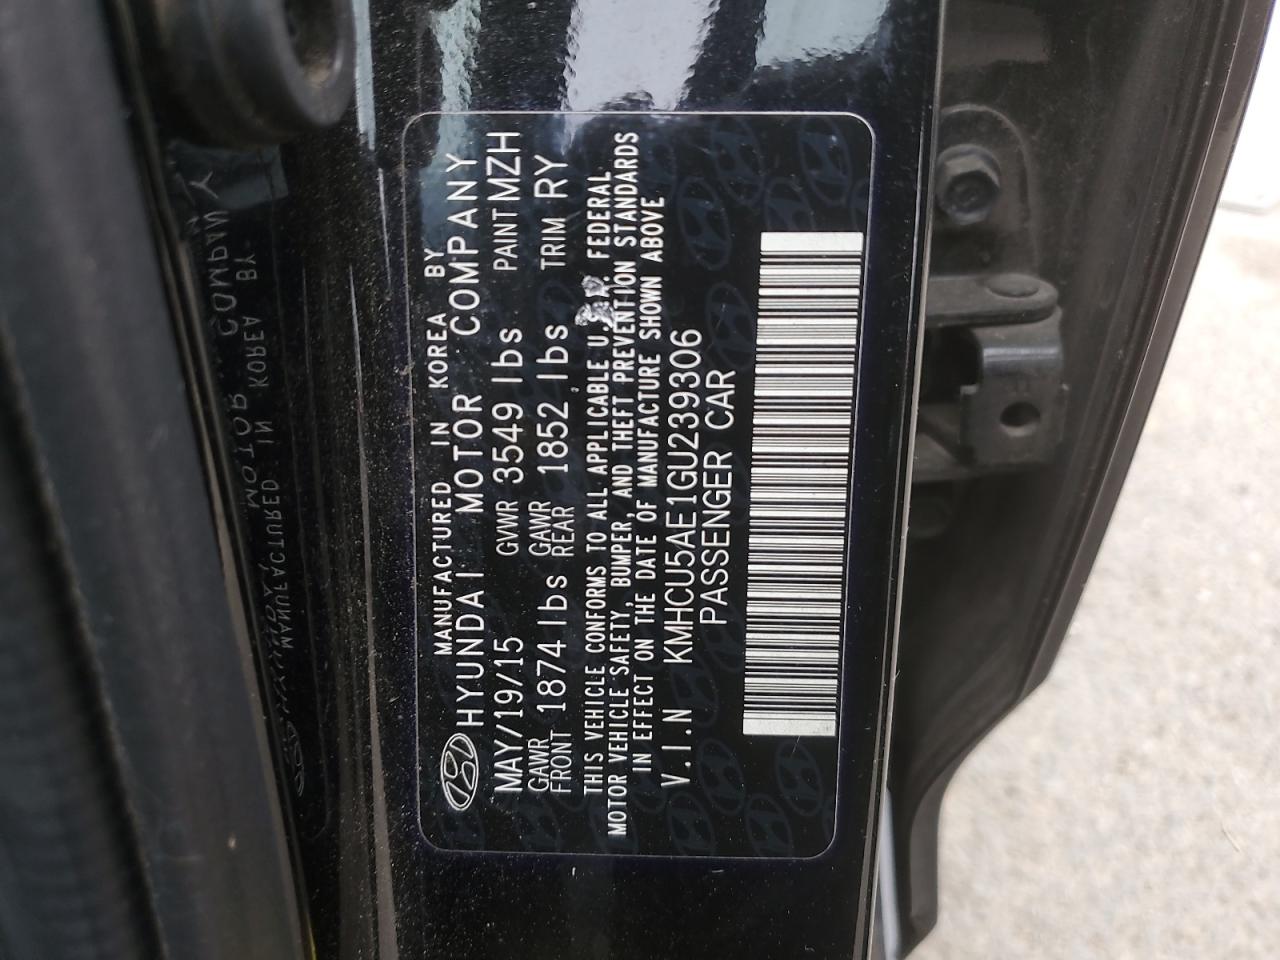 MANUFACTURED IN KOREA BY
HYUNDAI MOTOR COMPANY
MAY/19/15 GVWR 3549 lbs PAINT MZH
GAWR FRONT 1874 lbs GAWR REAR 1852 lbs TRIM RY
THIS VEHICLE CONFORMS TO ALL APPLICABLE U.S.A. FEDERAL
MOTOR VEHICLE SAFETY, BUMPER, AND THEFT PREVENTION STANDARDS
IN EFFECT ON THE DATE OF MANUFACTURE SHOWN ABOVE
V.I.N KMHCU5AE1GU239306
PASSENGER CAR